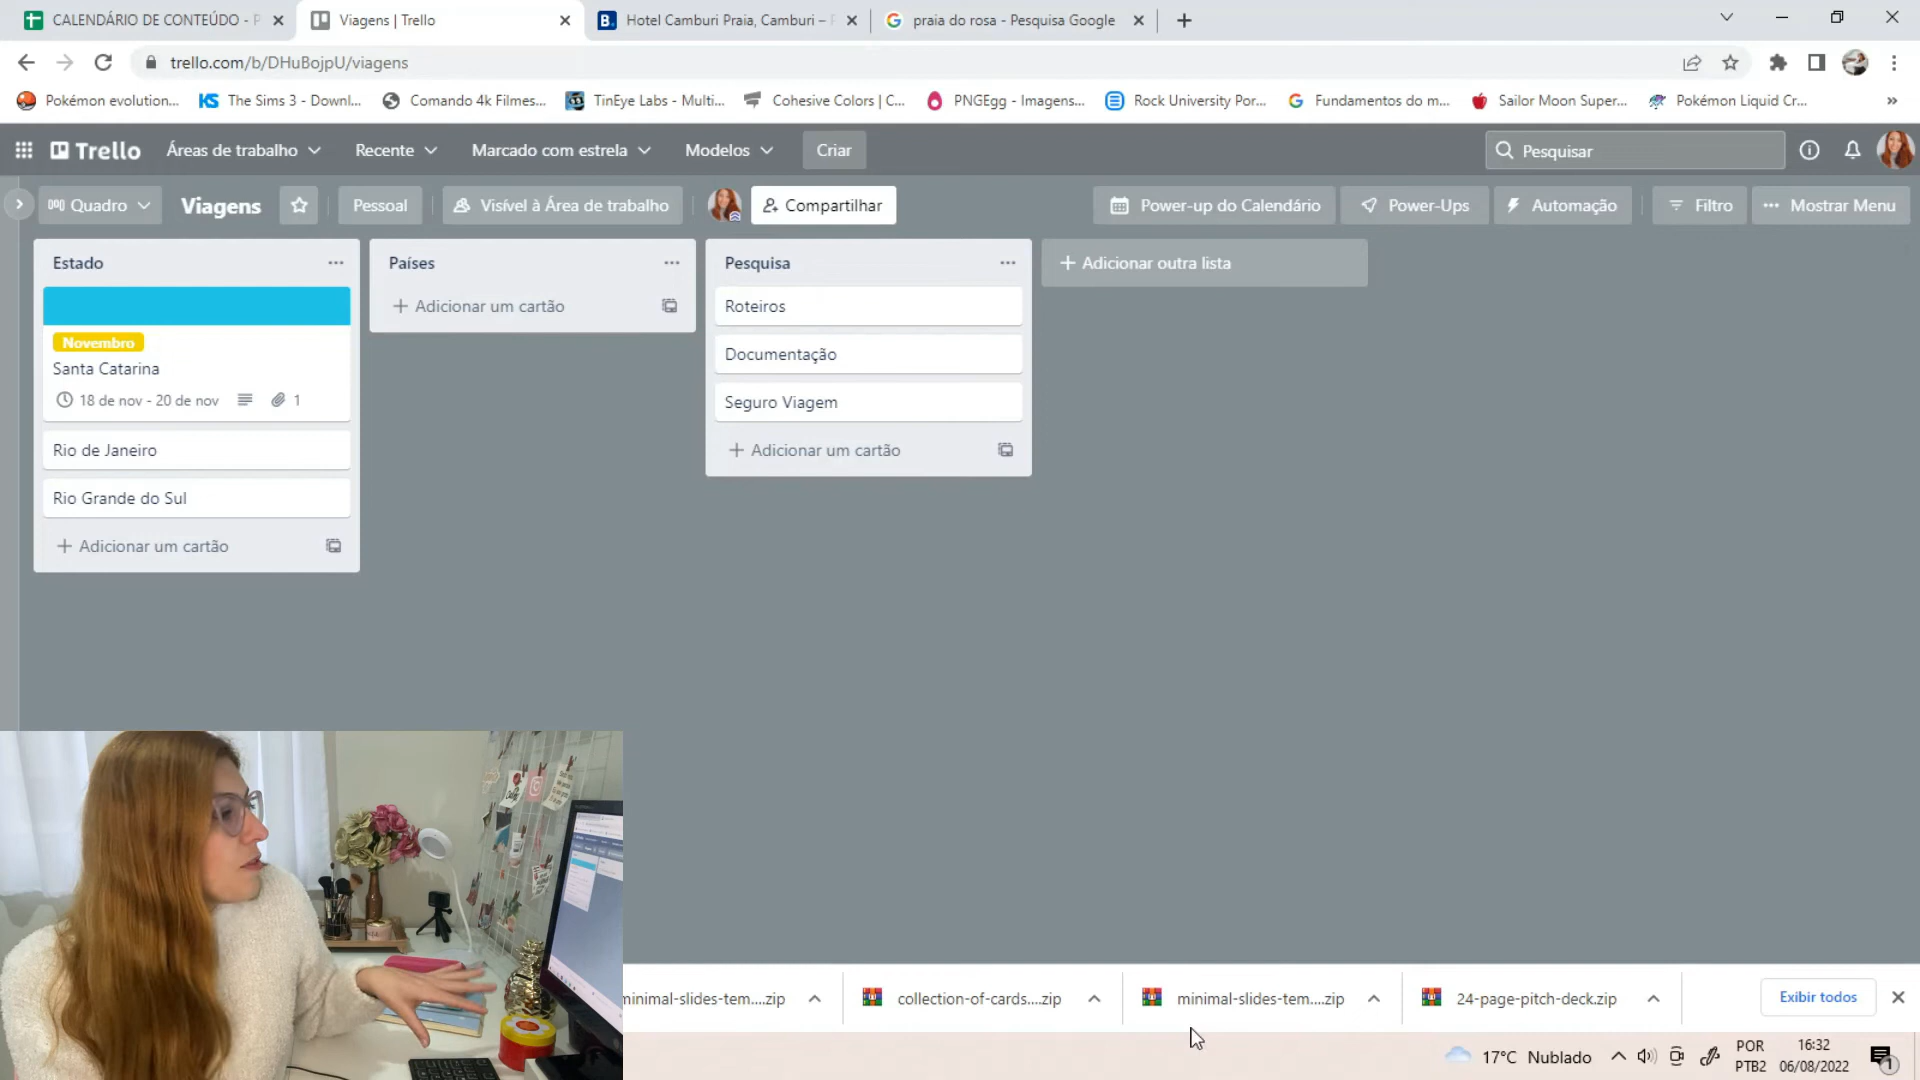 CALENDÁRIO DE CONTEÚDO - P
Viagens | Trello
Hotel Camburi Praia, Camburi –
praia do rosa - Pesquisa Google
trello.com/b/DHuBojpU/viagens
Pokémon evolution...
The Sims 3 - Downl...
Comando 4k Filmes...
TinEye Labs - Multi...
Cohesive Colors | C...
PNGEgg - Imagens...
Rock University Por...
Fundamentos do m...
Sailor Moon Super...
Pokémon Liquid Cr...
Trello
Áreas de trabalho
Recente
Marcado com estrela
Modelos
Criar
Pesquisar
Quadro
Viagens
Pessoal
Visível à Área de trabalho
Compartilhar
Power-up do Calendário
Power-Ups
Automação
Filtro
Mostrar Menu
Estado
Novembro
Santa Catarina
18 de nov - 20 de nov
1
Rio de Janeiro
Rio Grande do Sul
Adicionar um cartão
Países
Adicionar um cartão
Pesquisa
Roteiros
Documentação
Seguro Viagem
Adicionar um cartão
Adicionar outra lista
minimal-slides-tem....zip
collection-of-cards....zip
minimal-slides-tem....zip
24-page-pitch-deck.zip
Exibir todos
17°C Nublado
POR
PTB2
16:32
06/08/2022
1